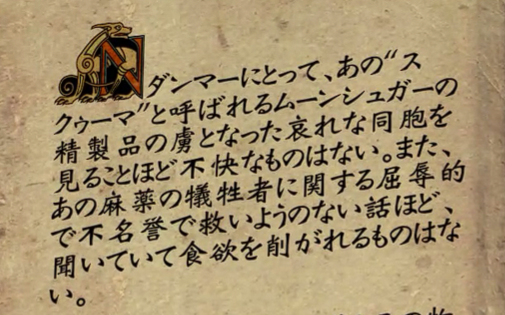 ダンマーにとって、あの“ス
クゥーマ”と呼ばれるムーンシュガーの
精製品の虜となった哀れな同胞を
見ることほど不快なものはない。また、
あの麻薬の犠牲者に関する屈辱的
で不名誉で救いようのない話ほど、
聞いていて食欲を削がれるものはな
い。